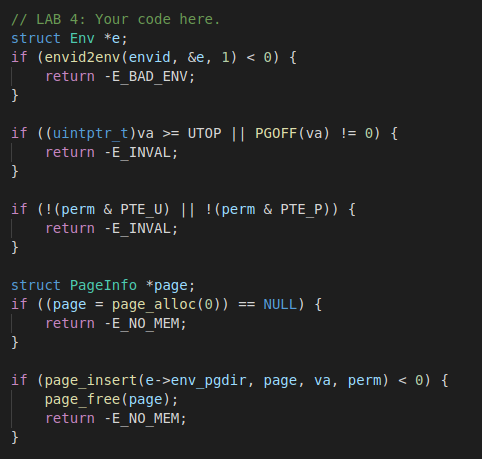 // LAB 4: Your code here.
struct Env *e;
if (envid2env(envid, &e, 1) < 0) {
    return -E_BAD_ENV;
}

if ((uintptr_t)va >= UTOP || PGOFF(va) != 0) {
    return -E_INVAL;
}

if (!(perm & PTE_U) || !(perm & PTE_P)) {
    return -E_INVAL;
}

struct PageInfo *page;
if ((page = page_alloc(0)) == NULL) {
    return -E_NO_MEM;
}

if (page_insert(e->env_pgdir, page, va, perm) < 0) {
    page_free(page);
    return -E_NO_MEM;
}